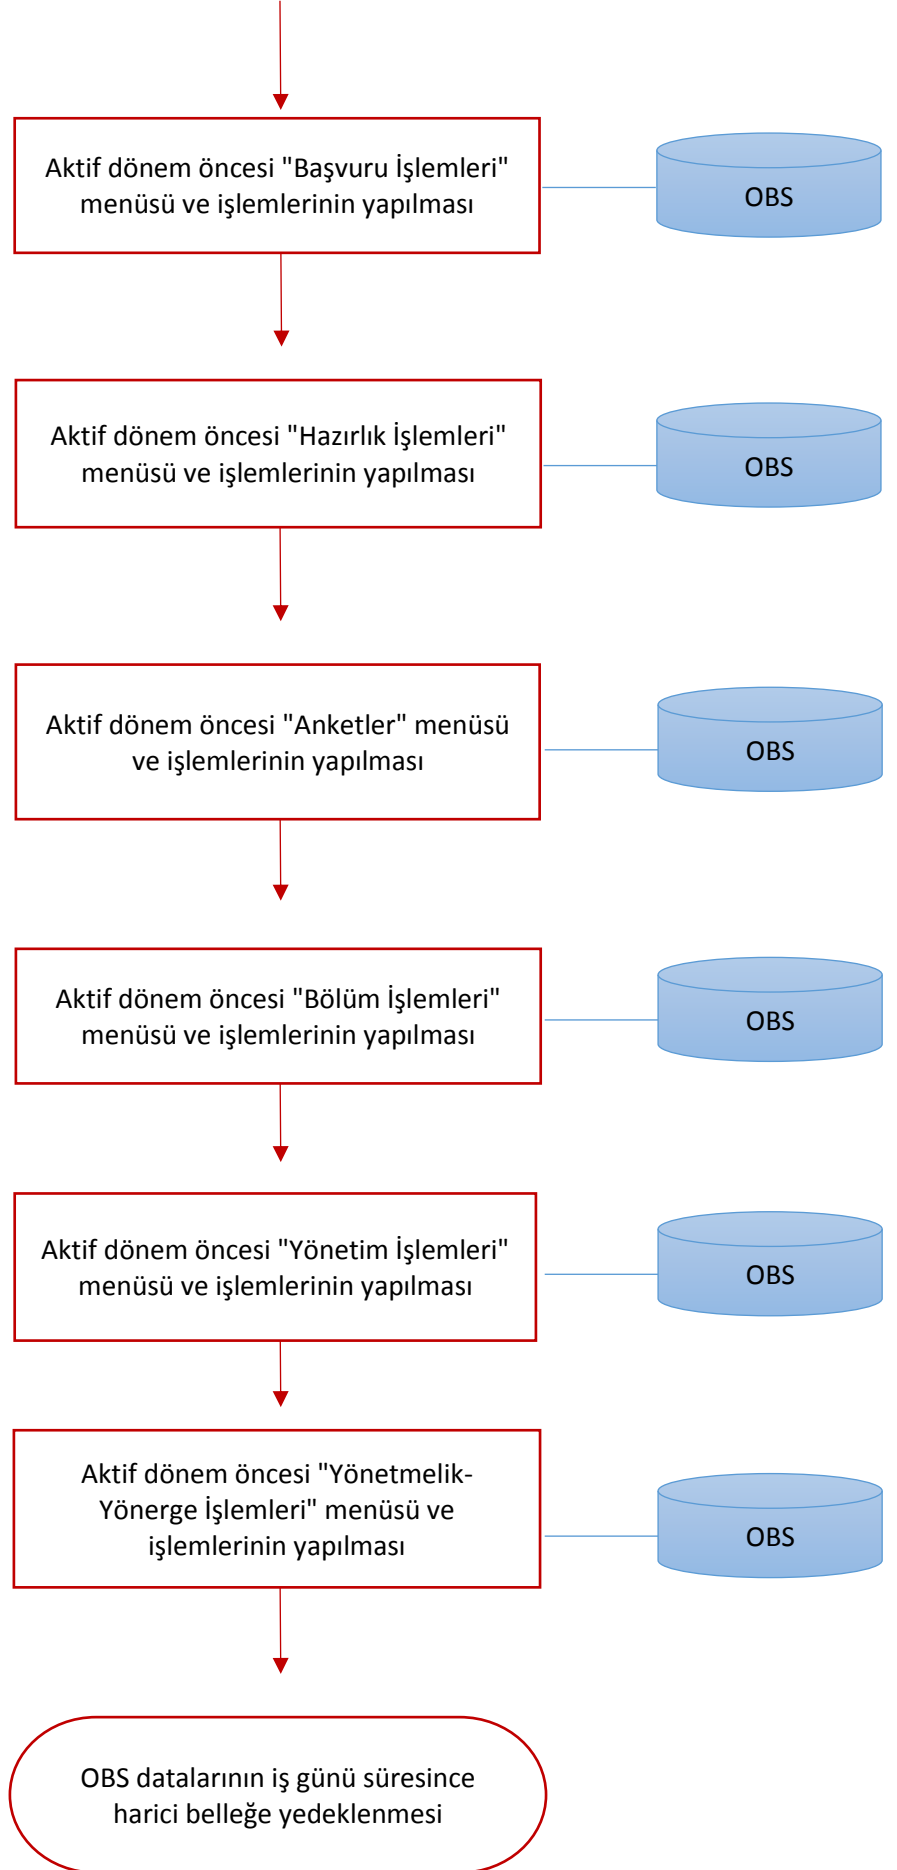 Aktif dönem öncesi "Başvuru İşlemleri"
menüsü ve işlemlerinin yapılması
OBS
Aktif dönem öncesi "Hazırlık İşlemleri"
menüsü ve işlemlerinin yapılması
OBS
Aktif dönem öncesi "Anketler" menüsü
ve işlemlerinin yapılması
OBS
Aktif dönem öncesi "Bölüm İşlemleri"
menüsü ve işlemlerinin yapılması
OBS
Aktif dönem öncesi "Yönetim İşlemleri"
menüsü ve işlemlerinin yapılması
OBS
Aktif dönem öncesi "Yönetmelik-
Yönerge İşlemleri" menüsü ve
işlemlerinin yapılması
OBS
OBS datalarının iş günü süresince
harici belleğe yedeklenmesi